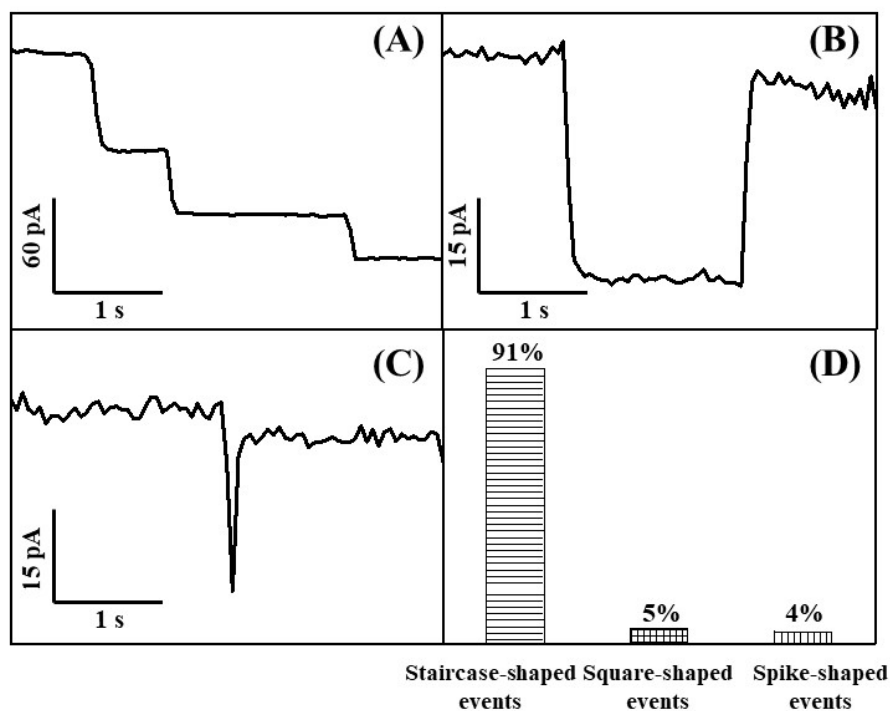 (A)
60 pA
1 s
(B)
15 pA
1 s
(C)
15 pA
1 s
(D)
91%
5%
4%
Staircase-shaped
events
Square-shaped
events
Spike-shaped
events